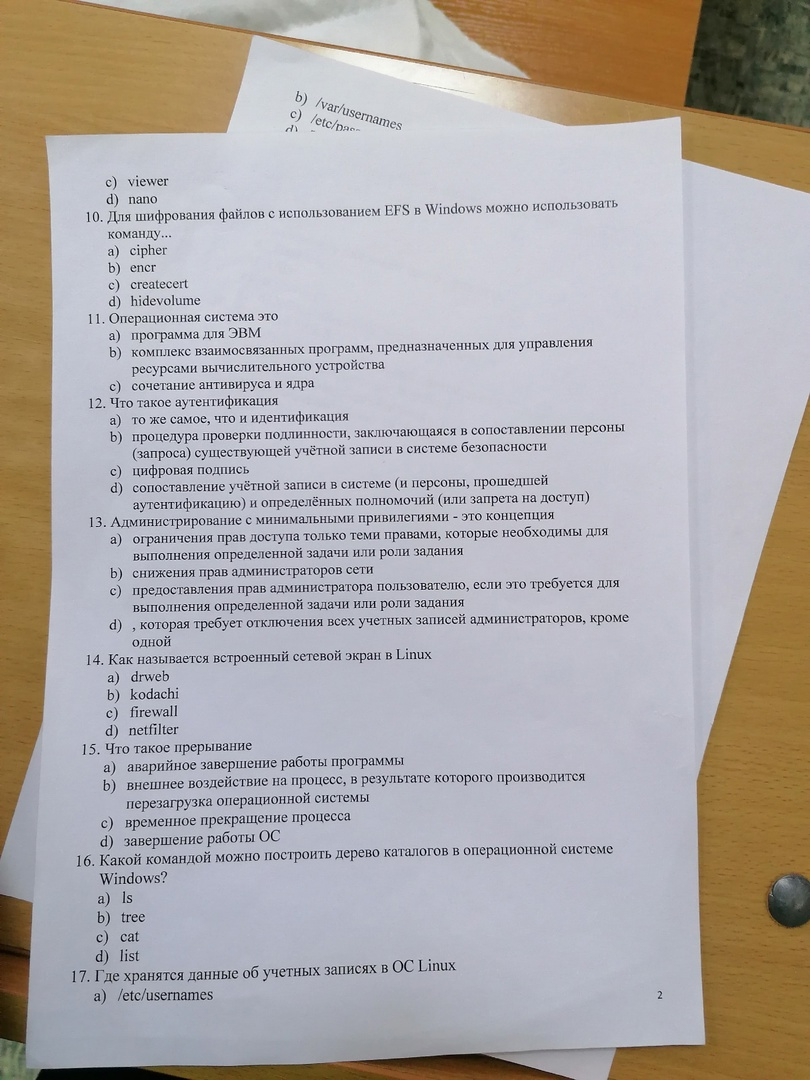 b) /var/usernames
c) /etc/pass
d)
c) viewer
d) nano
10. Для шифрования файлов с использованием EFS в Windows можно использовать
команду...
a) cipher
b) encr
c) createcert
d) hidevolume
11. Операционная система это
a) программа для ЭВМ
b) комплекс взаимосвязанных программ, предназначенных для управления
ресурсами вычислительного устройства
c) сочетание антивируса и ядра
12. Что такое аутентификация
a) то же самое, что и идентификация
b) процедура проверки подлинности, заключающаяся в сопоставлении персоны
(запроса) существующей учётной записи в системе безопасности
c) цифровая подпись
d) сопоставление учётной записи в системе (и персоны, прошедшей
аутентификацию) и определённых полномочий (или запрета на доступ)
13. Администрирование с минимальными привилегиями - это концепция
a) ограничения прав доступа только теми правами, которые необходимы для
выполнения определенной задачи или роли задания
b) снижения прав администраторов сети
c) предоставления прав администратора пользователю, если это требуется для
выполнения определенной задачи или роли задания
d) , которая требует отключения всех учетных записей администраторов, кроме
одной
14. Как называется встроенный сетевой экран в Linux
a) drweb
b) kodachi
c) firewall
d) netfilter
15. Что такое прерывание
a) аварийное завершение работы программы
b) внешнее воздействие на процесс, в результате которого производится
перезагрузка операционной системы
c) временное прекращение процесса
d) завершение работы ОС
16. Какой командой можно построить дерево каталогов в операционной системе
Windows?
a) ls
b) tree
c) cat
d) list
17. Где хранятся данные об учетных записях в ОС Linux
a) /etc/usernames
2